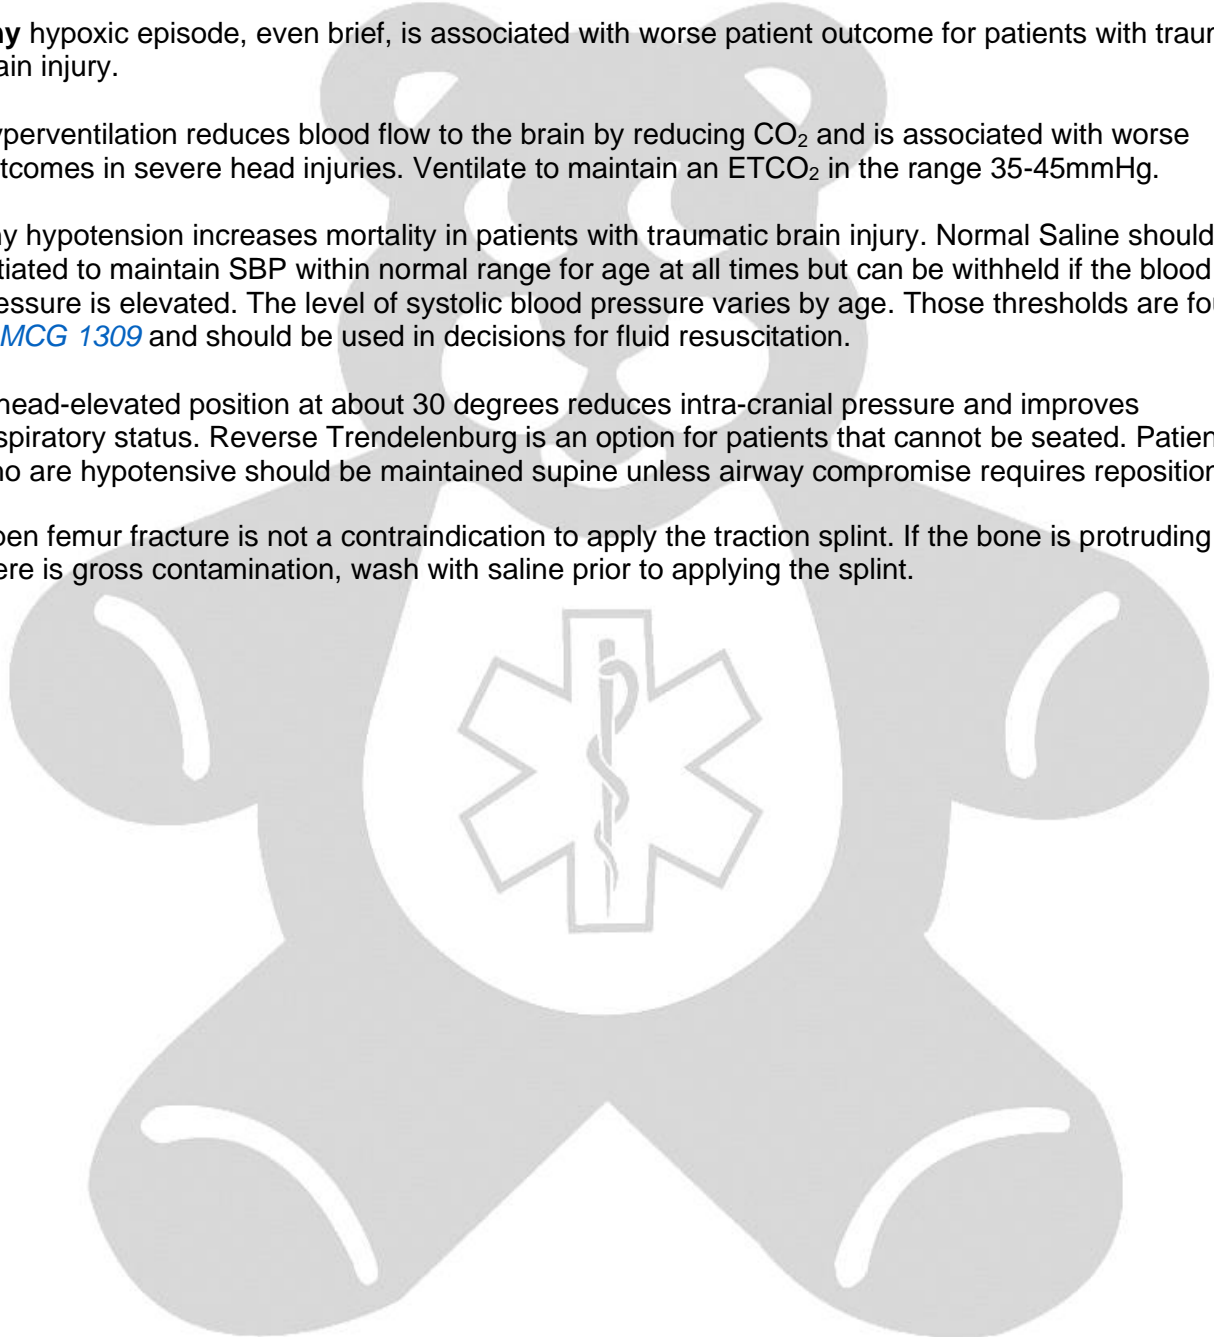 ny hypoxic episode, even brief, is associated with worse patient outcome for patients with traur
ain injury.
yperventilation reduces blood flow to the brain by reducing CO₂ and is associated with worse
tcomes in severe head injuries. Ventilate to maintain an ETCO₂ in the range 35-45mmHg.
ny hypotension increases mortality in patients with traumatic brain injury. Normal Saline should
tiated to maintain SBP within normal range for age at all times but can be withheld if the blood
essure is elevated. The level of systolic blood pressure varies by age. Those thresholds are fou
MCG 1309 and should be used in decisions for fluid resuscitation.
head-elevated position at about 30 degrees reduces intra-cranial pressure and improves
spiratory status. Reverse Trendelenburg is an option for patients that cannot be seated. Patien
ho are hypotensive should be maintained supine unless airway compromise requires reposition
pen femur fracture is not a contraindication to apply the traction splint. If the bone is protruding
ere is gross contamination, wash with saline prior to applying the splint.